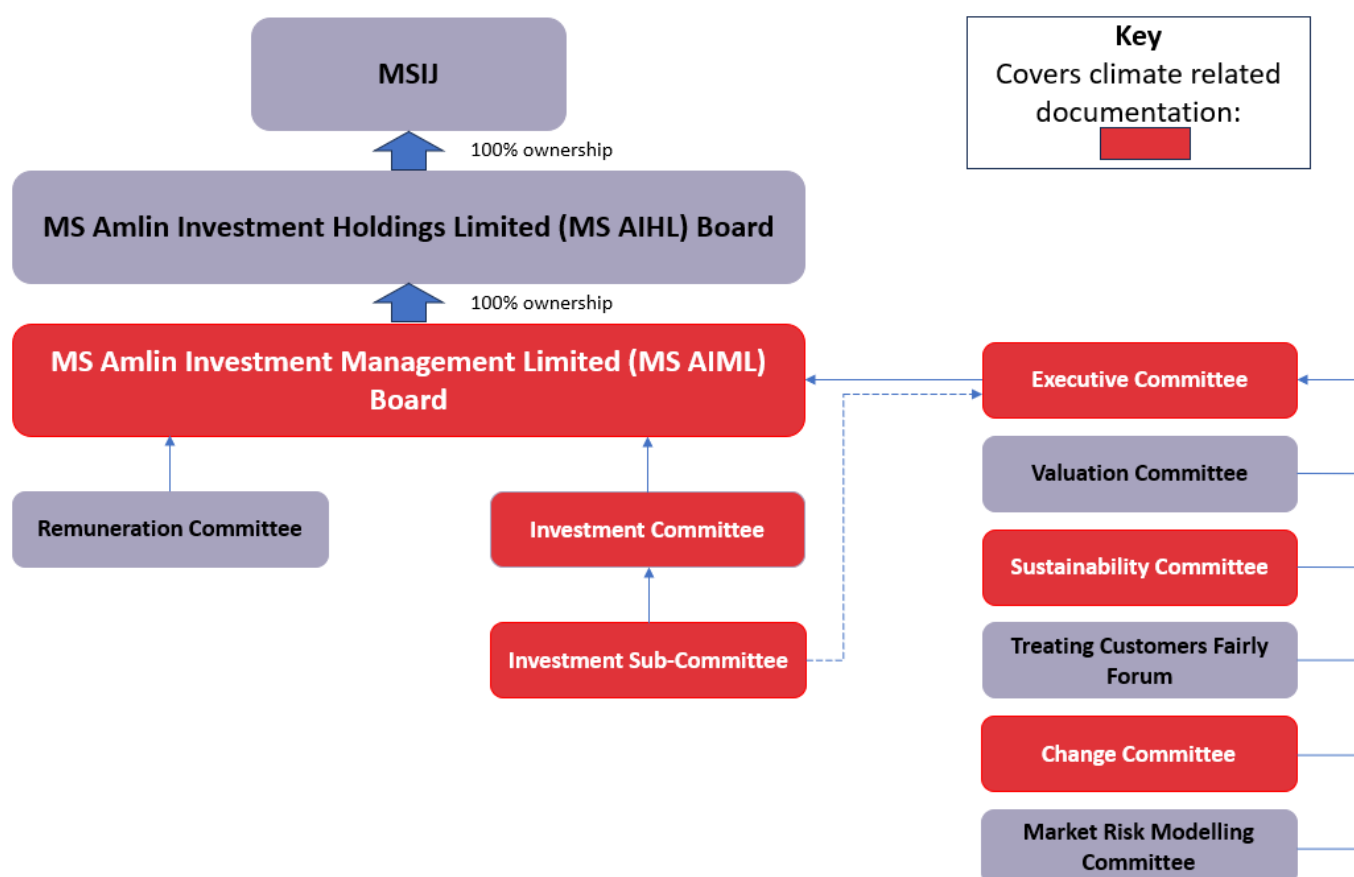 MSIJ
Key
Covers climate related
documentation:
100% ownership
MS Amlin Investment Holdings Limited (MS AIHL) Board
100% ownership
MS Amlin Investment Management Limited (MS AIML)
Board
Executive Committee
Valuation Committee
Remuneration Committee
Investment Committee
Sustainability Committee
Investment Sub-Committee
Treating Customers Fairly
Forum
Change Committee
Market Risk Modelling
Committee